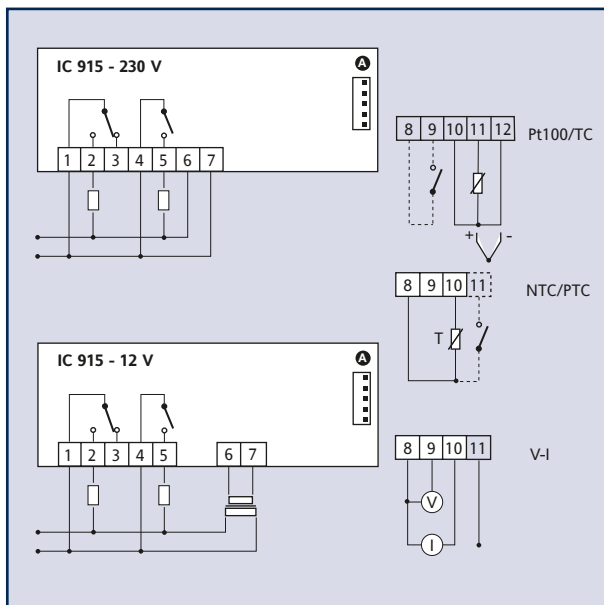 IC 915 - 230 V
A
1 2 3 4 5 6 7
8 9 10 11 12
Pt100/TC
+ -
8 9 10 11
NTC/PTC
T
IC 915 - 12 V
A
1 2 3 4 5 6 7
8 9 10 11
V-I
V
I